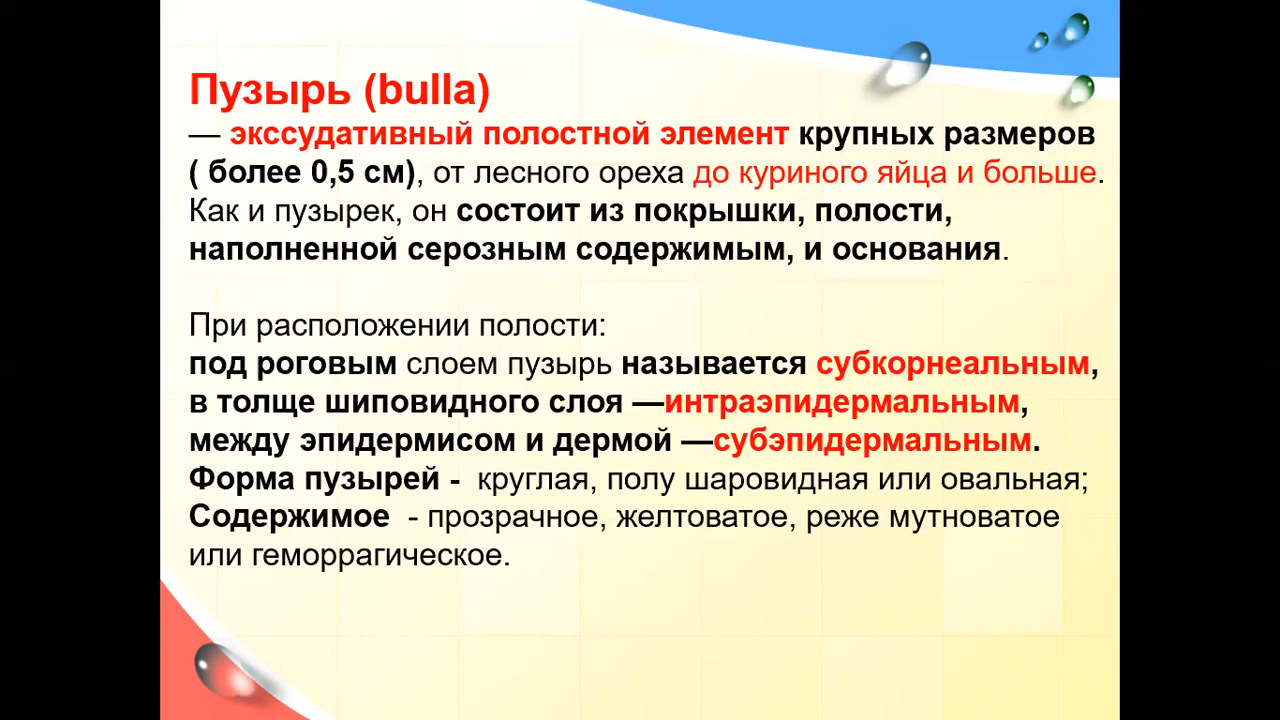 Пузырь (bulla)
— экссудативный полостной элемент крупных размеров
( более 0,5 см), от лесного ореха до куриного яйца и больше.
Как и пузырек, он состоит из покрышки, полости,
наполненной серозным содержимым, и основания.
При расположении полости:
под роговым слоем пузырь называется субкорнеальным,
в толще шиповидного слоя —интраэпидермальным,
между эпидермисом и дермой —субэпидермальным.
Форма пузырей - круглая, полу шаровидная или овальная;
Содержимое - прозрачное, желтоватое, реже мутноватое
или геморрагическое.